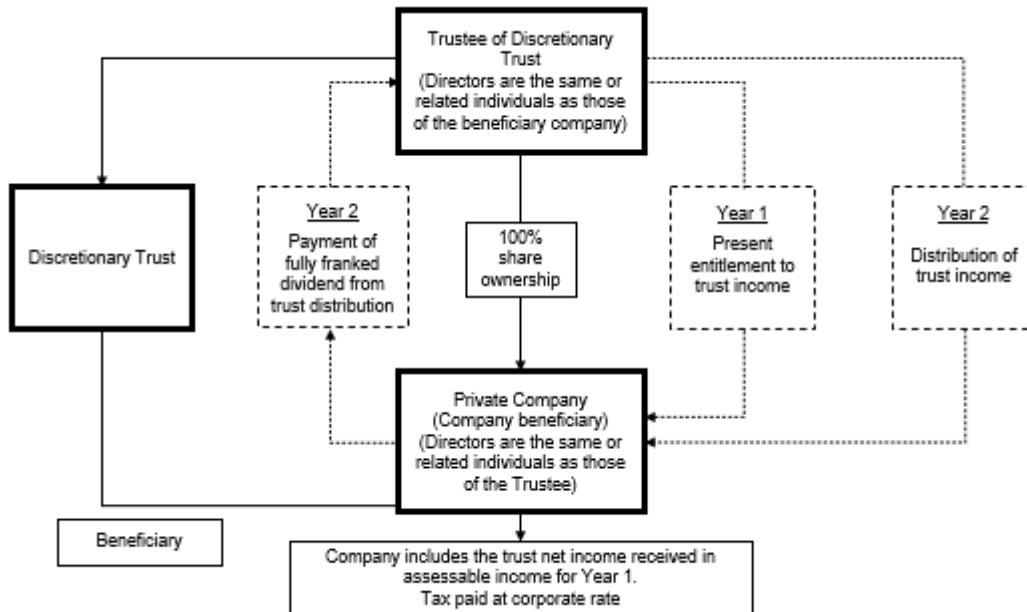 Trustee of Discretionary
Trust
(Directors are the same or
related individuals as those
of the beneficiary company)
Discretionary Trust
Year 2
Payment of
fully franked
dividend from
trust distribution
100%
share
ownership
Year 1
Present
entitlement to
trust income
Year 2
Distribution of
trust income
Private Company
(Company beneficiary)
(Directors are the same or
related individuals as those
of the Trustee)
Beneficiary
Company includes the trust net income received in
assessable income for Year 1.
Tax paid at corporate rate